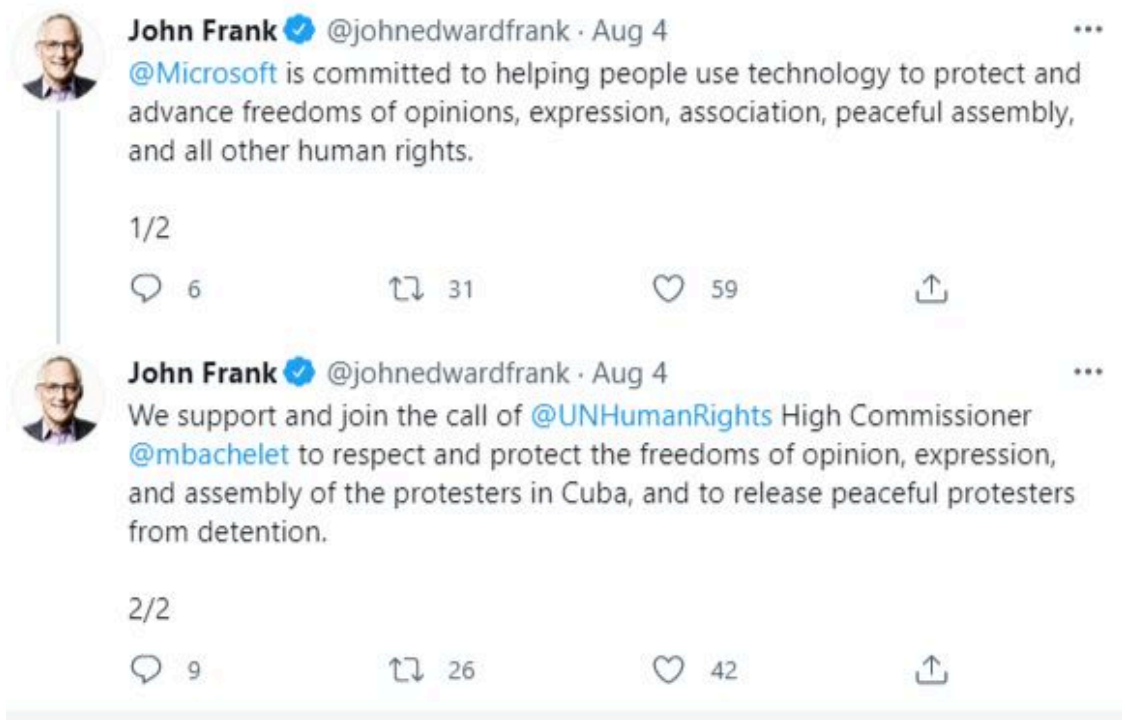 John Frank @johnedwardfrank · Aug 4
@Microsoft is committed to helping people use technology to protect and
advance freedoms of opinions, expression, association, peaceful assembly,
and all other human rights.
1/2
6 31 59
John Frank @johnedwardfrank · Aug 4
We support and join the call of @UNHumanRights High Commissioner
@mbachelet to respect and protect the freedoms of opinion, expression,
and assembly of the protesters in Cuba, and to release peaceful protesters
from detention.
2/2
9 26 42